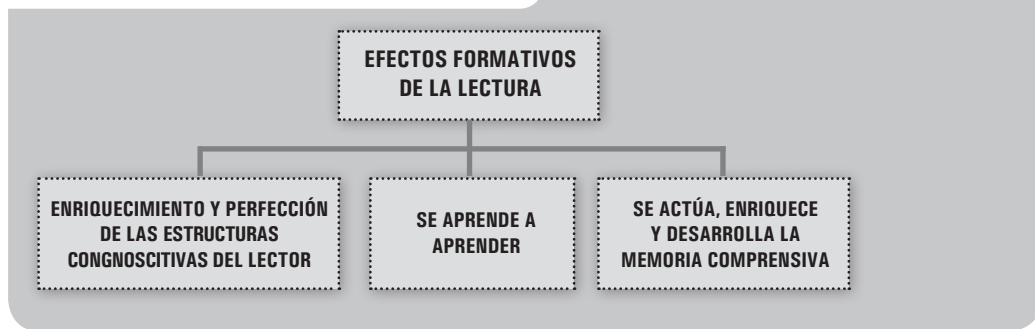 EFECTOS FORMATIVOS
DE LA LECTURA
ENRIQUECIMIENTO Y PERFECCIÓN
DE LAS ESTRUCTURAS
CONGNOSCITIVAS DEL LECTOR
SE APRENDE A
APRENDER
SE ACTÚA, ENRIQUECE
Y DESARROLLA LA
MEMORIA COMPRENSIVA